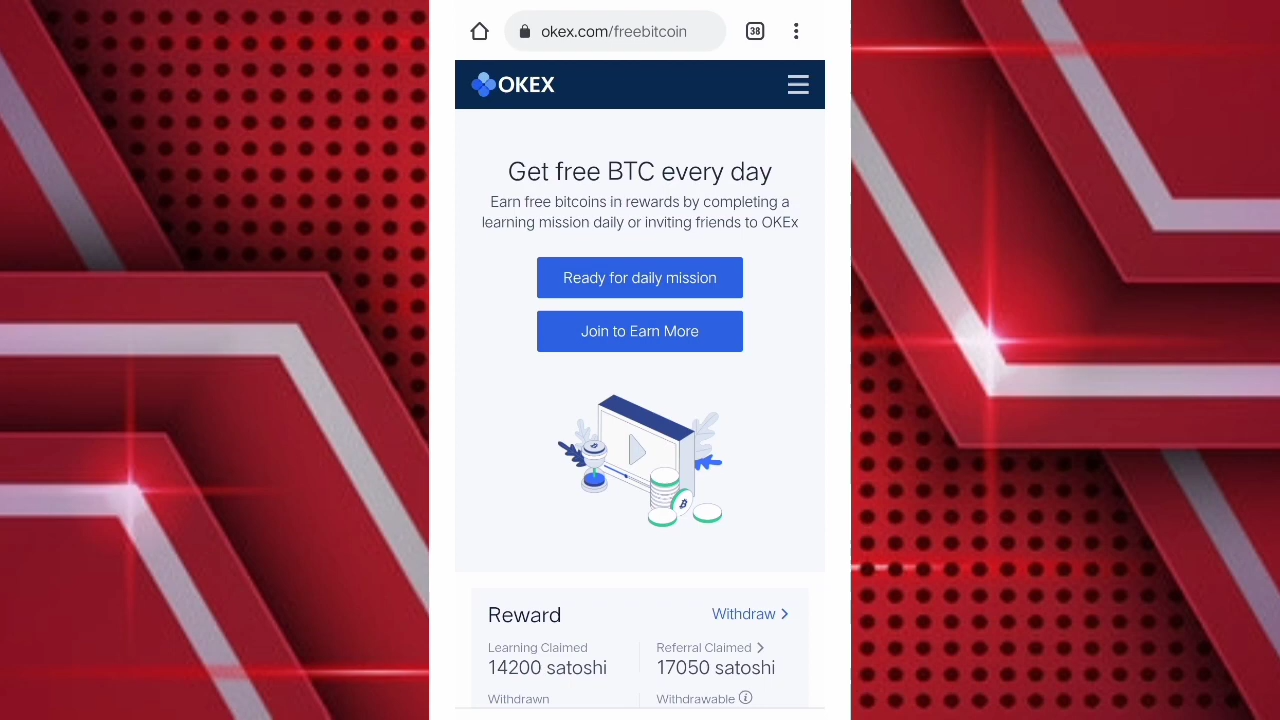 okex.com/freebitcoin
38
OKEX
Get free BTC every day
Earn free bitcoins in rewards by completing a
learning mission daily or inviting friends to OKEx
Ready for daily mission
Join to Earn More
Reward
Withdraw >
Learning Claimed
14200 satoshi
Referral Claimed >
17050 satoshi
Withdrawn
Withdrawable